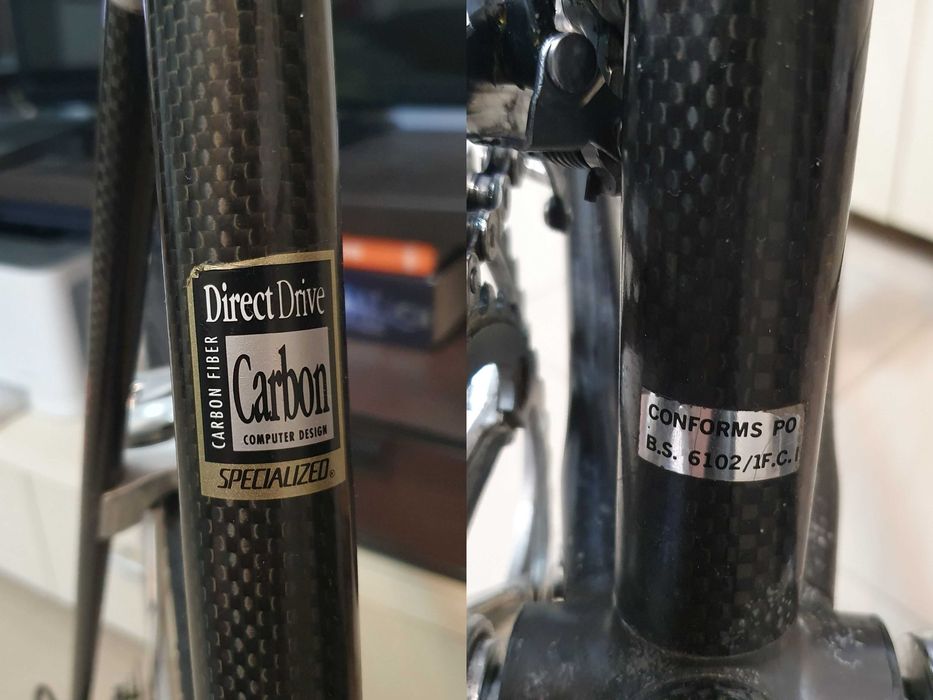 Direct Drive
CARBON FIBER
Carbon
COMPUTER DESIGN
SPECIALIZED®
CONFORMS PO
B.S. 6102/1F.C.